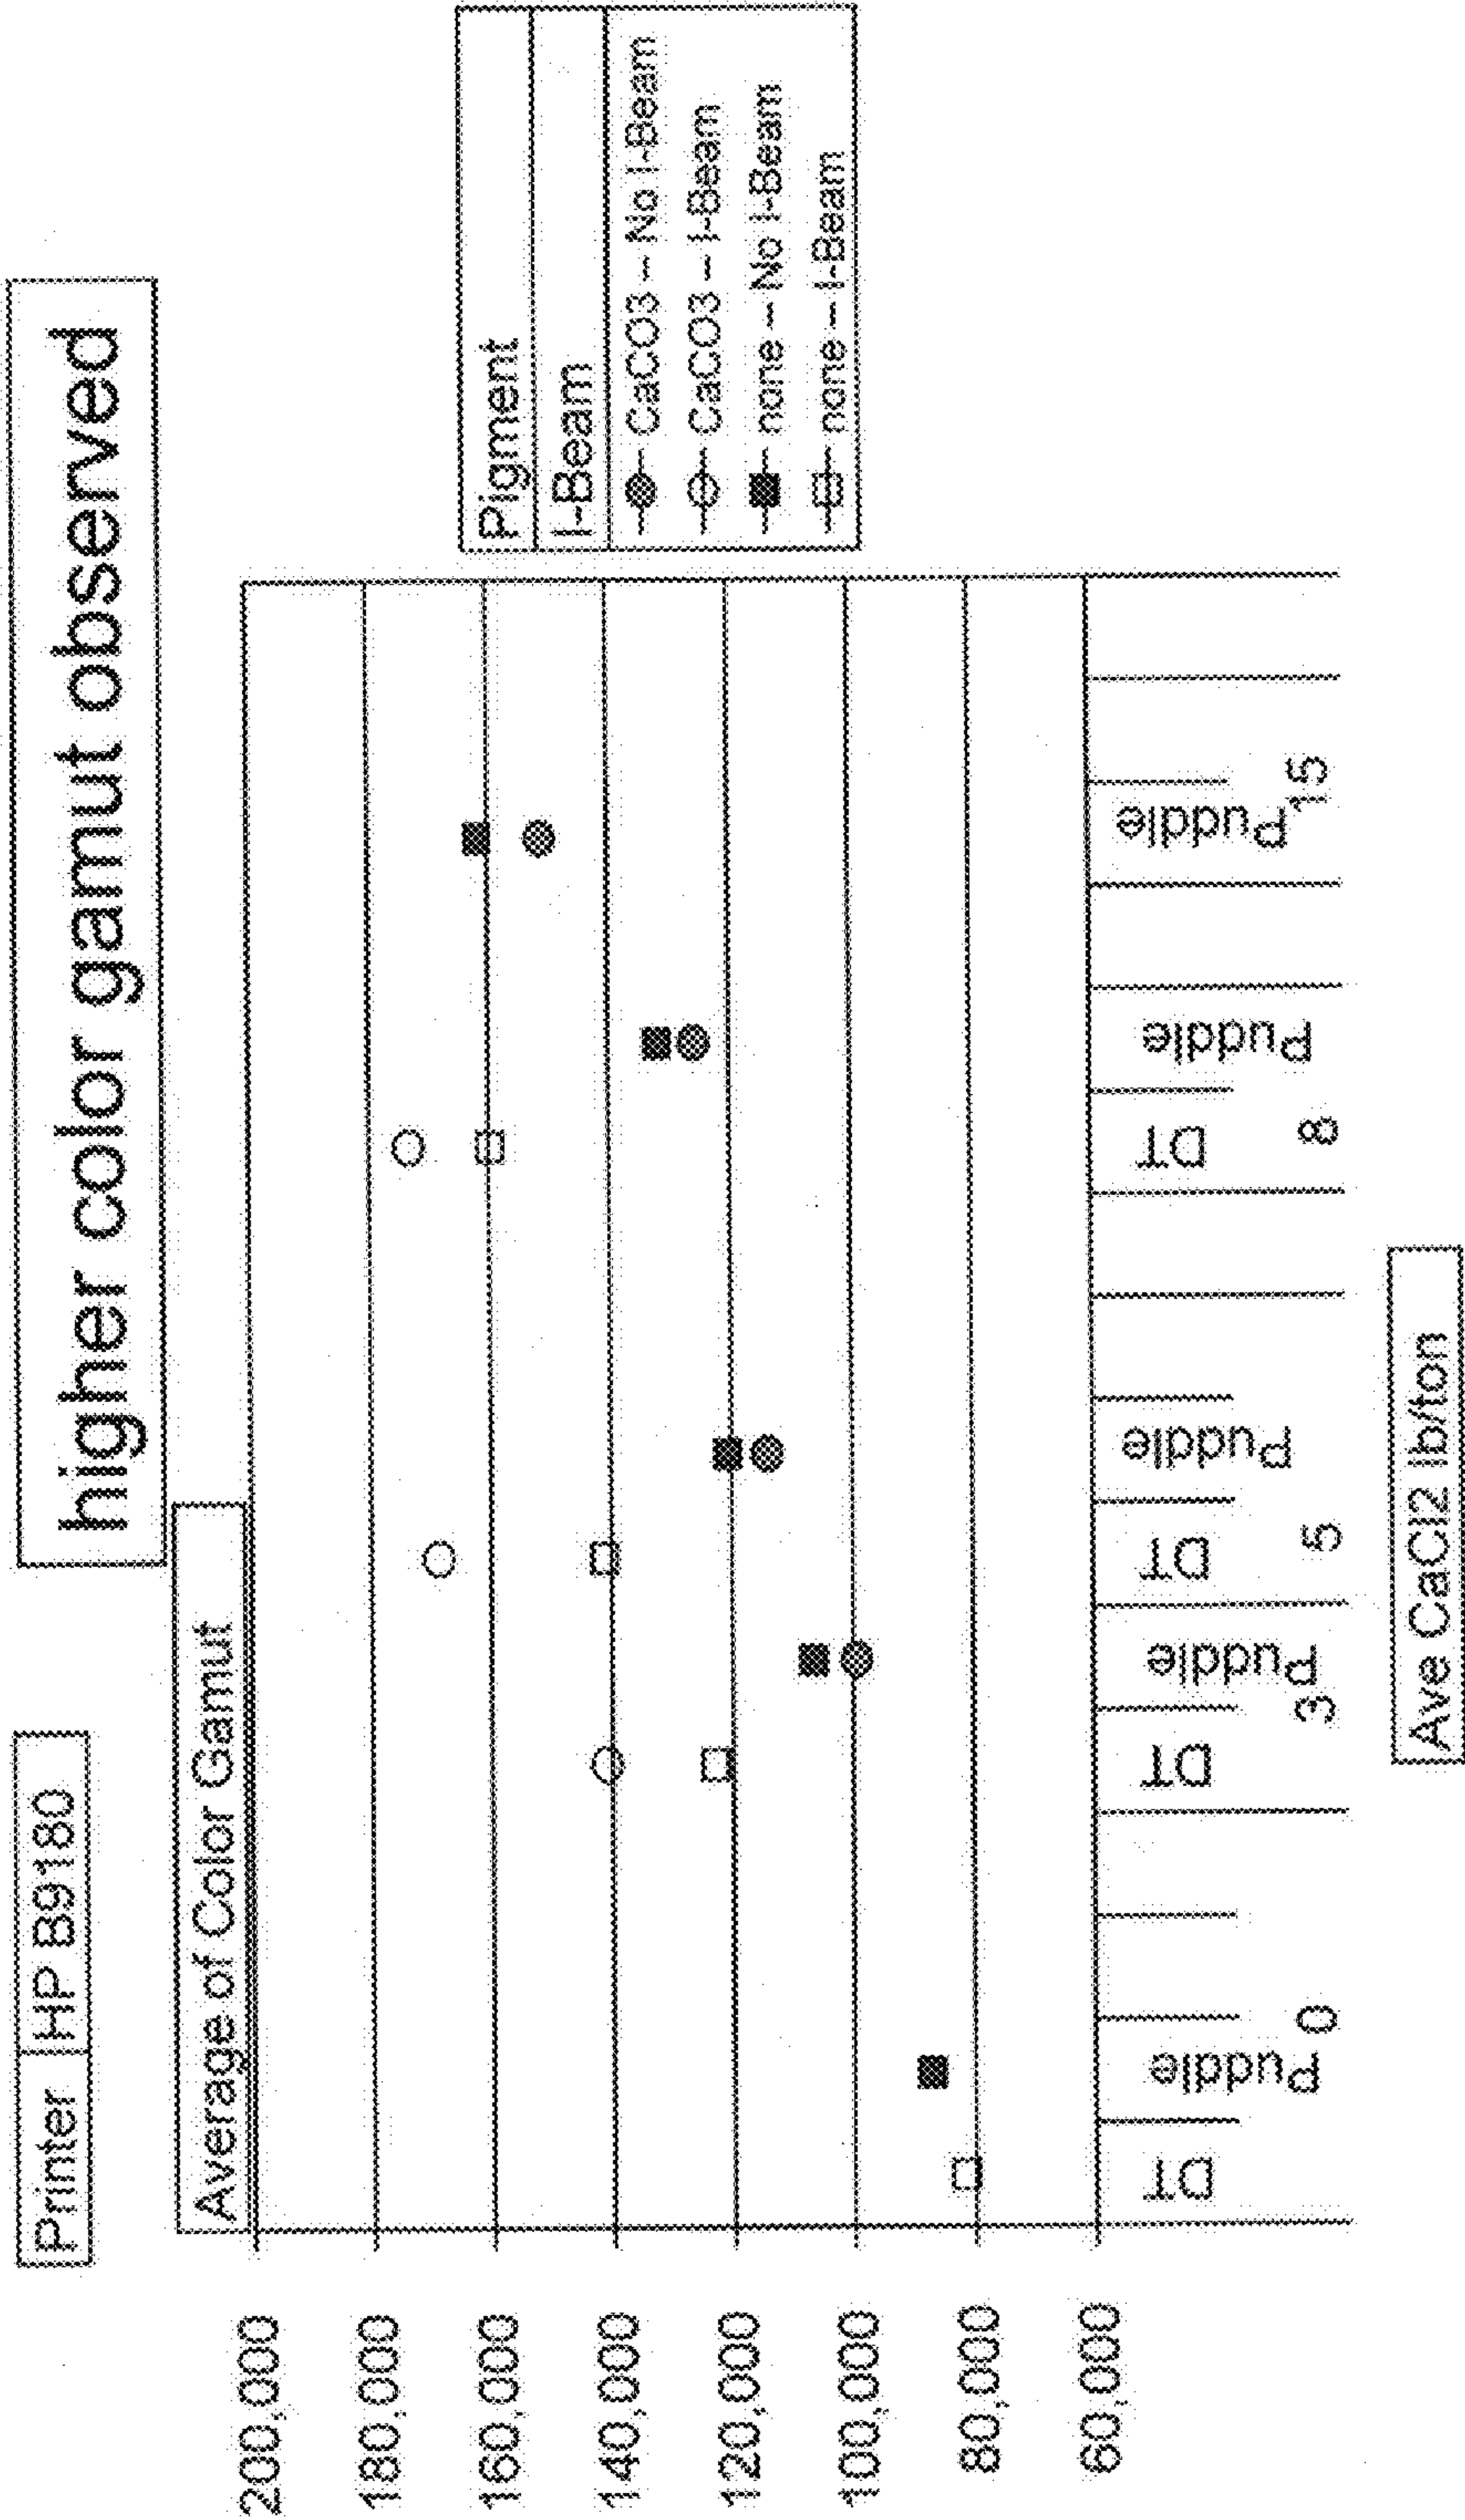 higher color gamut observed
Printer HP B9180
Average of Color Gamut
200,000
180,000
160,000
140,000
120,000
100,000
80,000
60,000
DT Puddle DT Puddle DT Puddle DT Puddle Puddle
0 3 5 8 15
Ave CaCl2 lb/ton
Pigment
I-Beam
CaCO3 – No I-Beam
CaCO3 – I-Beam
none – No I-Beam
none – I-Beam